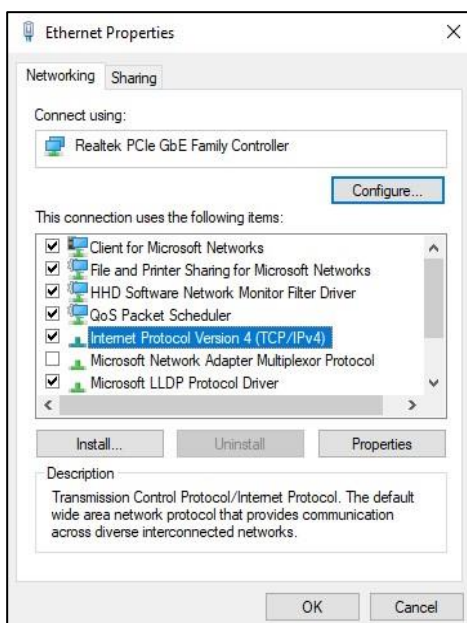 Ethernet Properties
Networking Sharing
Connect using:
Realtek PCIe GbE Family Controller
Configure...
This connection uses the following items:
Client for Microsoft Networks
File and Printer Sharing for Microsoft Networks
HHD Software Network Monitor Filter Driver
QoS Packet Scheduler
Internet Protocol Version 4 (TCP/IPv4)
Microsoft Network Adapter Multiplexor Protocol
Microsoft LLDP Protocol Driver
Install... Uninstall Properties
Description
Transmission Control Protocol/Internet Protocol. The default
wide area network protocol that provides communication
across diverse interconnected networks.
OK Cancel